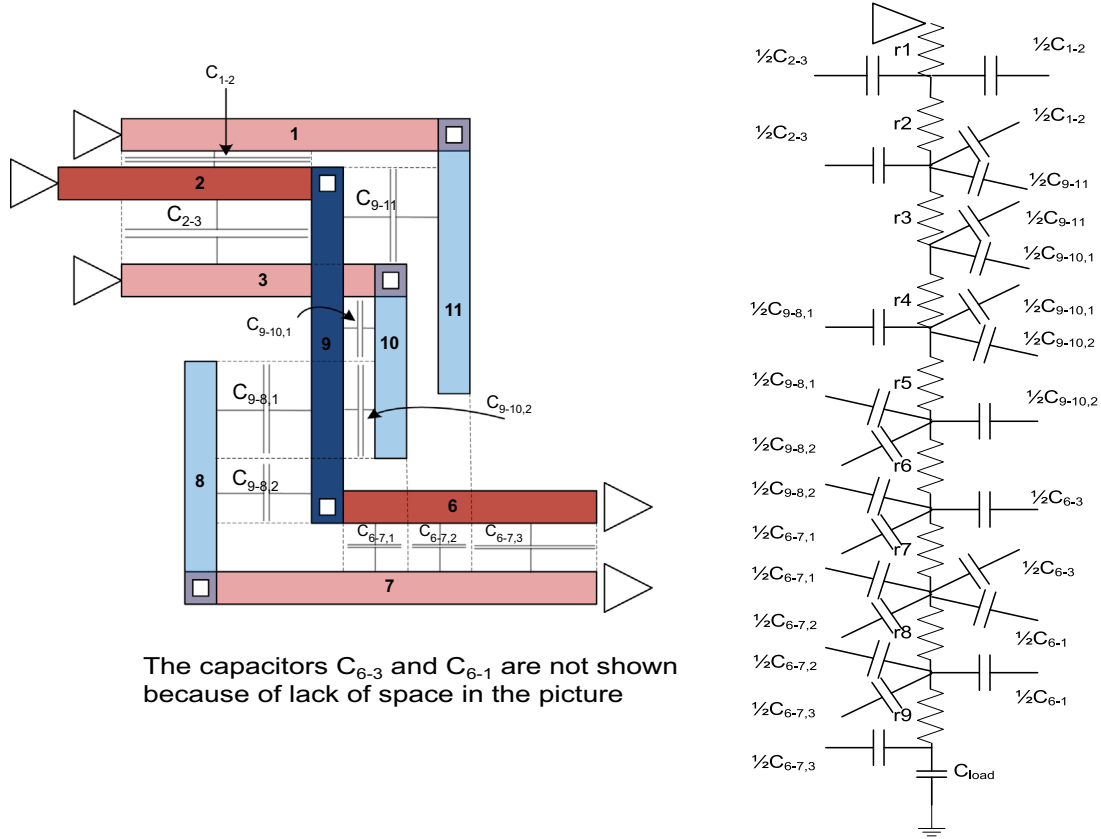 C1-2
1
2
C2-3
C9-11
3
C9-10,1
9
10
11
C9-8,1
C9-10,2
8
C9-8,2
6
C6-7,1
C6-7,2
C6-7,3
7
The capacitors C6-3 and C6-1 are not shown
because of lack of space in the picture
r1
½C2-3
½C1-2
r2
½C2-3
½C1-2
½C9-11
r3
½C9-11
½C9-10,1
r4
½C9-8,1
½C9-10,1
½C9-10,2
r5
½C9-8,1
½C9-10,2
½C9-8,2
r6
½C9-8,2
½C6-3
½C6-7,1
r7
½C6-7,1
½C6-3
½C6-7,2
r8
½C6-1
½C6-7,2
½C6-1
½C6-7,3
r9
½C6-7,3
Cload